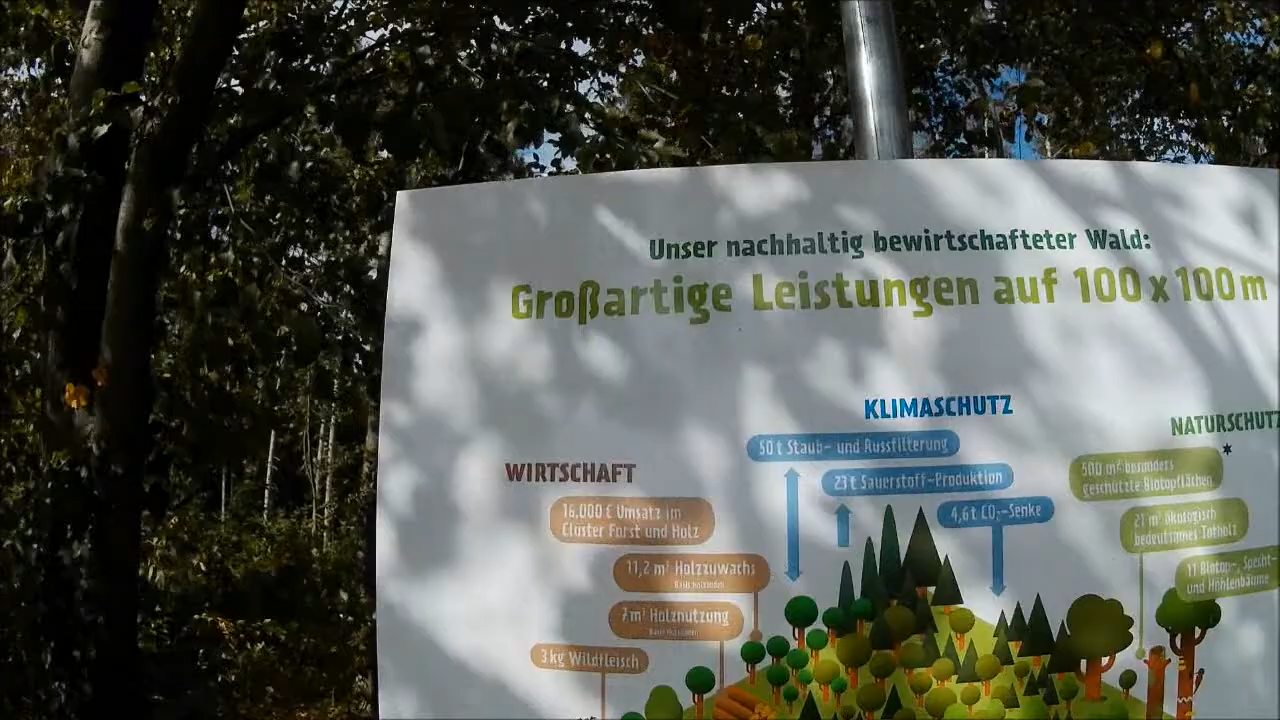 Unser nachhaltig bewirtschafteter Wald:
Großartige Leistungen auf 100 x 100 m
KLIMASCHUTZ
50 t Staub- und Russfilterung
23 t Sauerstoff-Produktion
4,6 t CO₂-Senke
WIRTSCHAFT
16.000 € Umsatz im
Cluster Forst und Holz
11,2 m³ Holzzuwachs
7 m³ Holznutzung
3 kg Wildfleisch
NATURSCHUTZ
500 m² besonders
geschützte Biotopflächen
21 m³ ökologisch
bedeutsames Totholz
11 Biotop-, Specht-
und Höhlenbäume